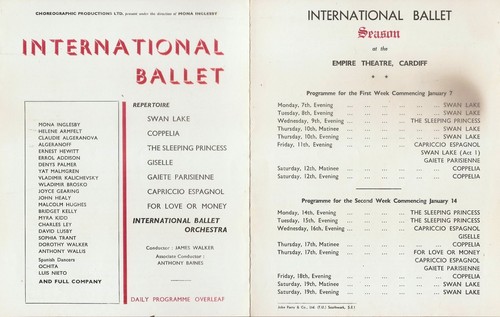 CHOREOGRAPHIC PRODUCTIONS LTD. present under the direction of MONA INGLESBY
INTERNATIONAL
BALLET
MONA INGLESBY
HELENE ARMFELT
CLAUDIE ALGERANOVA
ALGERANOFF
ERNEST HEWITT
ERROL ADDISON
DENYS PALMER
YAT MALMGREN
VLADIMIR KALICHEVSKY
WLADIMIR BROSKO
JOYCE GEARING
JOHN HEALY
MALCOLM HUGHES
BRIDGET KELLY
MYRA KIDD
CHARLES LEY
DAVID LUSBY
SOPHIA TRANT
DOROTHY WALKER
ANTHONY WALLIS
Spanish Dancers
OCHITA
LUIS NIETO
AND FULL COMPANY
REPERTOIRE
SWAN LAKE
COPPELIA
THE SLEEPING PRINCESS
GISELLE
GAIETE PARISIENNE
CAPRICCIO ESPAGNOL
FOR LOVE OR MONEY
INTERNATIONAL BALLET
ORCHESTRA
Conductor : JAMES WALKER
Associate Conductor :
ANTHONY BAINES
DAILY PROGRAMME OVERLEAF
INTERNATIONAL BALLET
Season
at the
EMPIRE THEATRE, CARDIFF
Programme for the First Week Commencing January 7
Monday, 7th, Evening ... ... ... ... ... SWAN LAKE
Tuesday, 8th, Evening ... ... ... ... ... SWAN LAKE
Wednesday, 9th, Evening ... ... ... THE SLEEPING PRINCESS
Thursday, 10th, Matinee ... ... ... ... SWAN LAKE
Thursday, 10th, Evening ... ... ... ... SWAN LAKE
Friday, 11th, Evening ... ... ... CAPRICCIO ESPAGNOL
SWAN LAKE (Act 1)
GAIETE PARISIENNE
Saturday, 12th, Matinee ... ... ... ... COPPELIA
Saturday, 12th, Evening ... ... ... ... COPPELIA
Programme for the Second Week Commencing January 14
Monday, 14th, Evening ... ... ... THE SLEEPING PRINCESS
Tuesday, 15th, Evening ... ... ... THE SLEEPING PRINCESS
Wednesday, 16th, Evening ... ... ... CAPRICCIO ESPAGNOL
GISELLE
Thursday, 17th, Matinee ... ... ... ... COPPELIA
Thursday, 17th, Evening ... ... ... FOR LOVE OR MONEY
CAPRICCIO ESPAGNOL
GAIETE PARISIENNE
Friday, 18th, Evening ... ... ... ... COPPELIA
Saturday, 19th, Matinee ... ... ... ... SWAN LAKE
Saturday, 19th, Evening ... ... ... ... SWAN LAKE